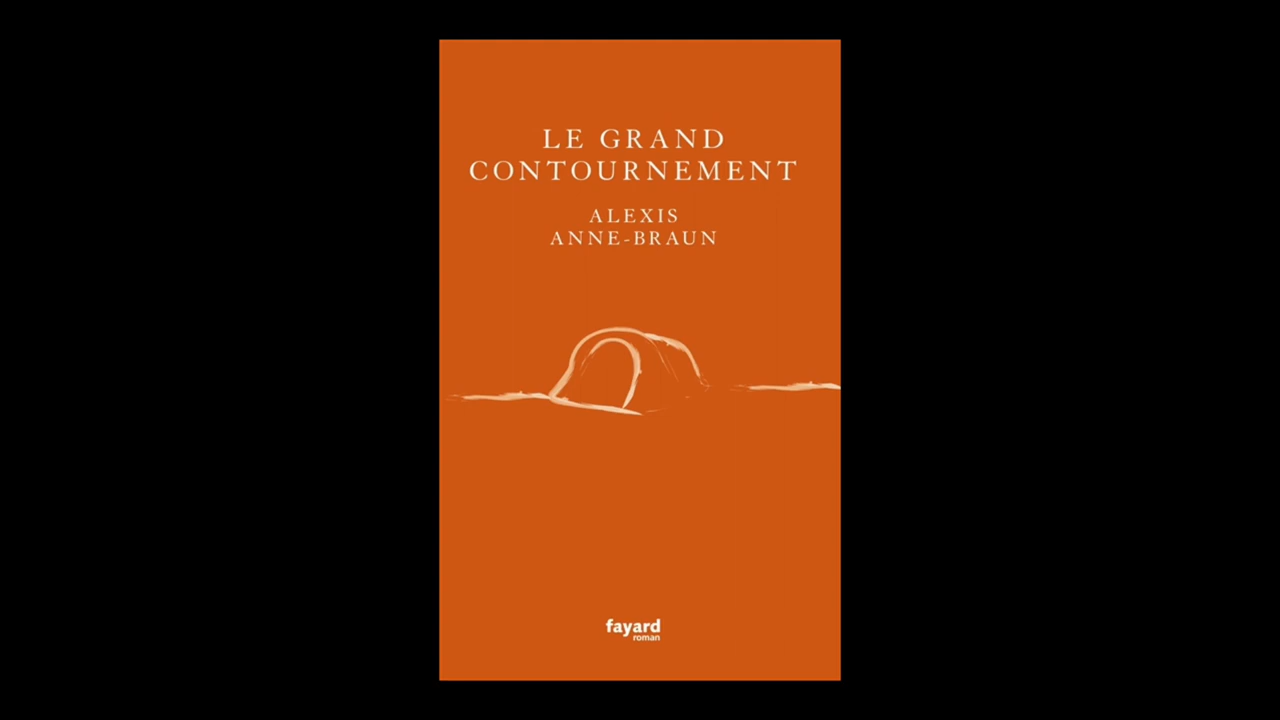 LE GRAND
CONTOURNEMENT
ALEXIS
ANNE-BRAUN
fayard
roman